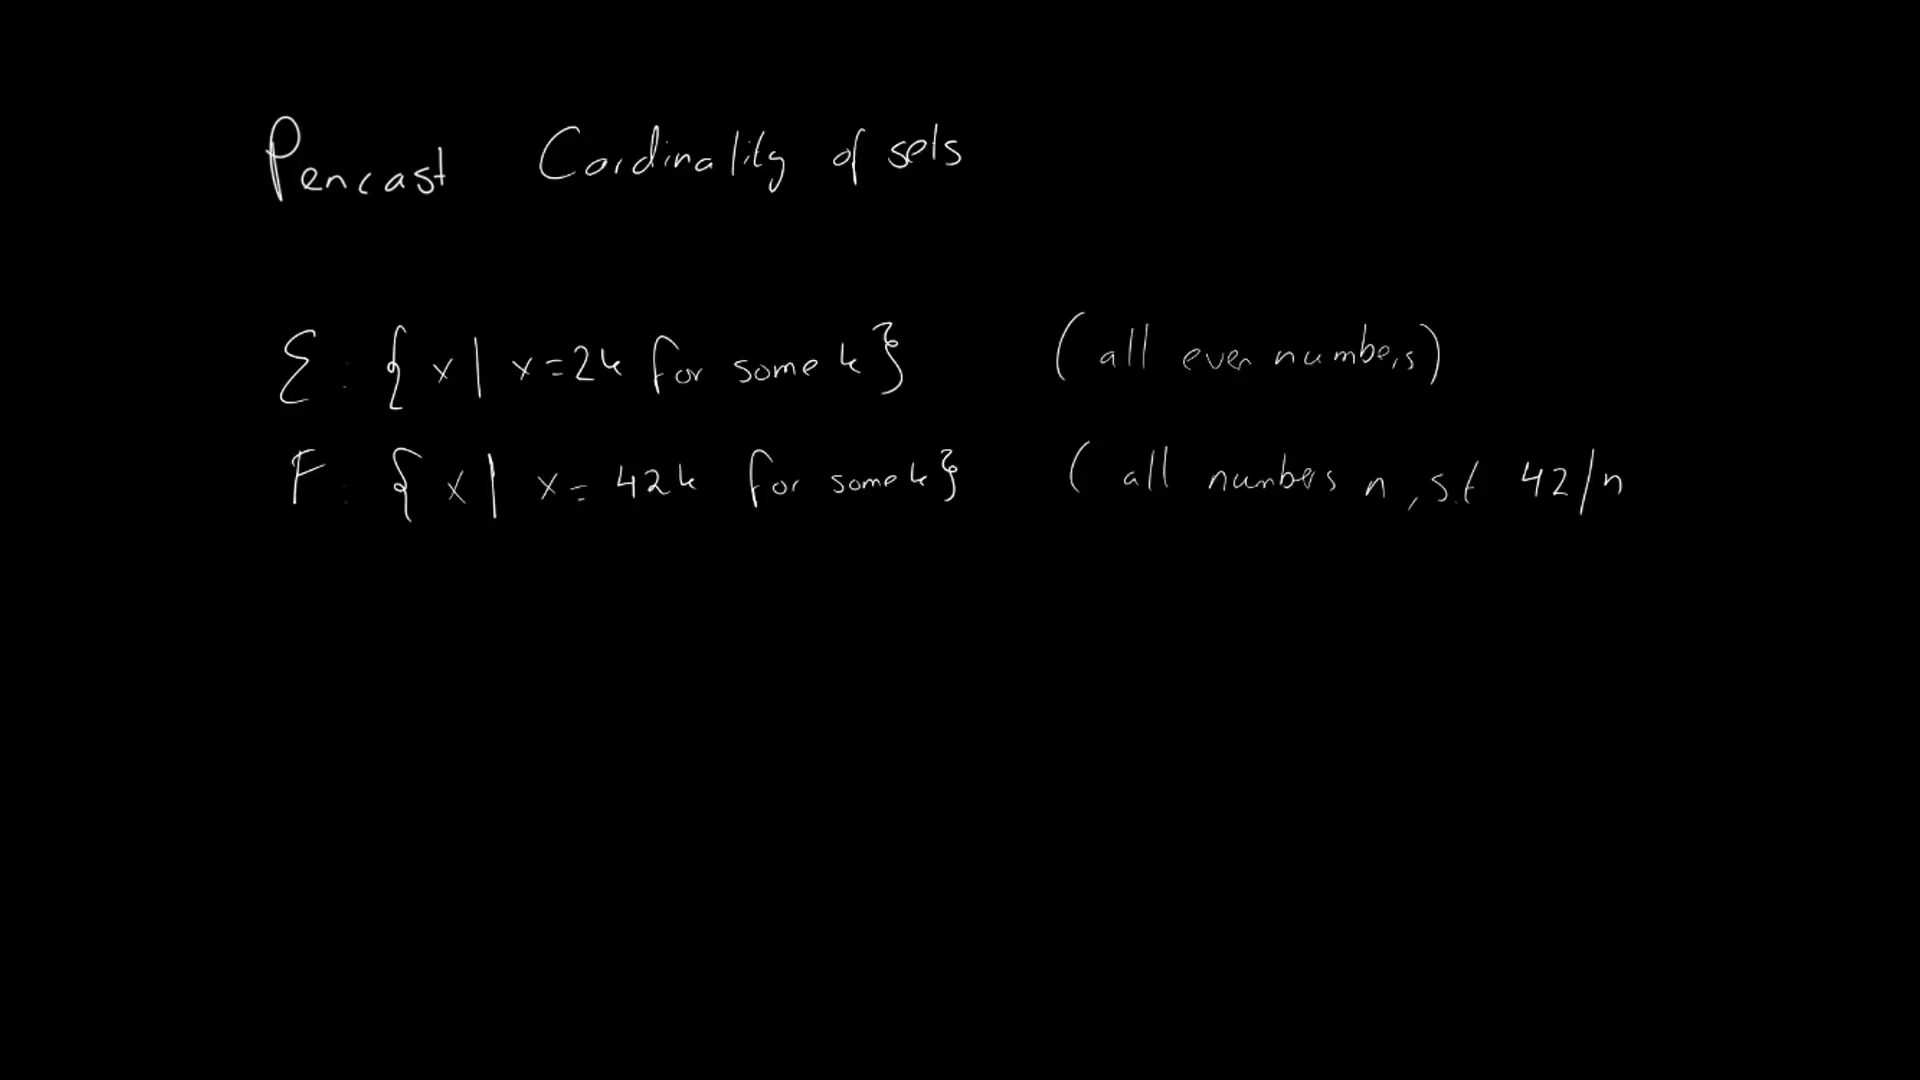 Pencast Cardinality of sets
E: { x | x = 2k for some k } (all even numbers)
F: { x | x = 42k for some k } (all numbers n, s.t 42/n